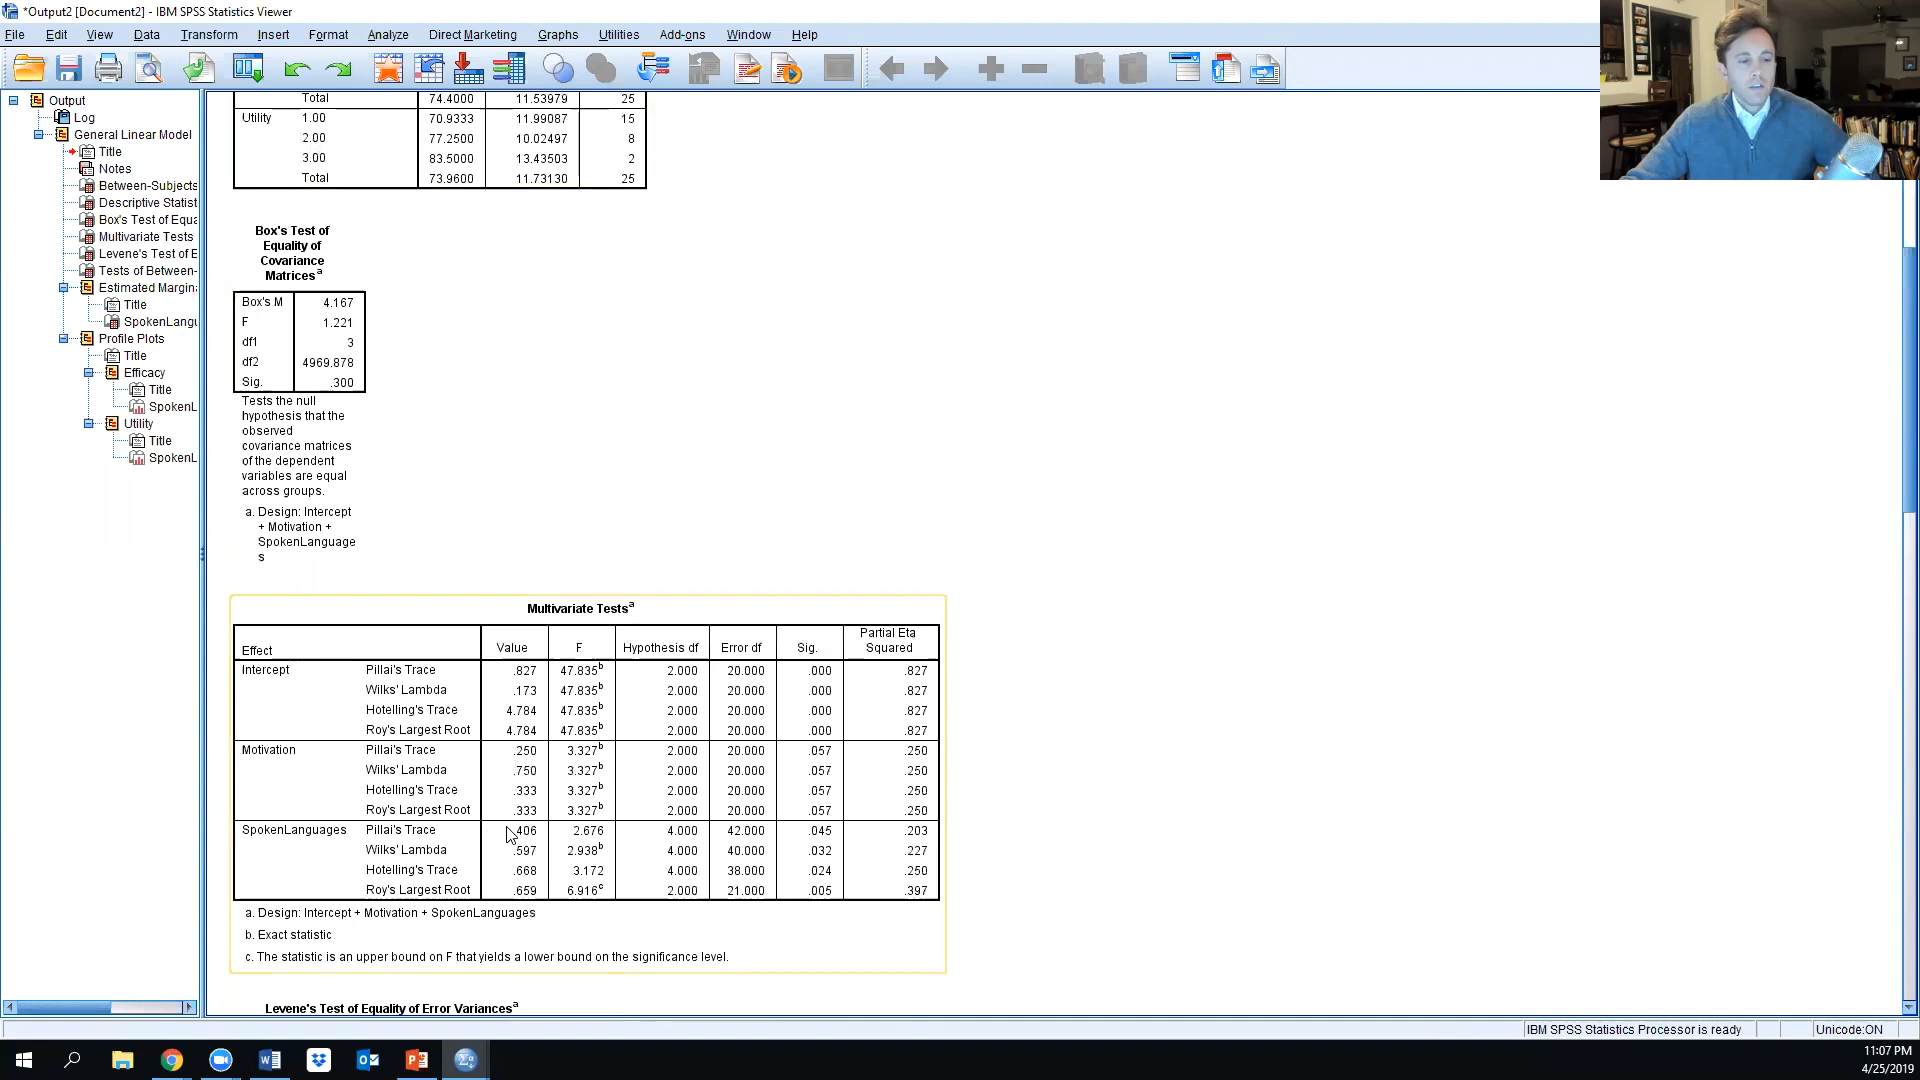 *Output2 [Document2] - IBM SPSS Statistics Viewer
File Edit View Data Transform Insert Format Analyze Direct Marketing Graphs Utilities Add-ons Window Help
Output
Log
General Linear Model
Title
Notes
Between-Subjects
Descriptive Statist
Box's Test of Equa
Multivariate Tests
Levene's Test of E
Tests of Between-
Estimated Margin
Title
SpokenLangu
Profile Plots
Title
Efficacy
Title
SpokenL
Utility
Title
SpokenL
Total 74.4000 11.53979 25
Utility 1.00 70.9333 11.99087 15
2.00 77.2500 10.02497 8
3.00 83.5000 13.43503 2
Total 73.9600 11.73130 25
Box's Test of
Equality of
Covariance
Matrices a
Box's M 4.167
F 1.221
df1 3
df2 4969.878
Sig. .300
Tests the null
hypothesis that the
observed
covariance matrices
of the dependent
variables are equal
across groups.
a. Design: Intercept
+ Motivation +
SpokenLanguage
s
Multivariate Tests a
Effect Value F Hypothesis df Error df Sig. Partial Eta Squared
Intercept Pillai's Trace .827 47.835 b 2.000 20.000 .000 .827
Wilks' Lambda .173 47.835 b 2.000 20.000 .000 .827
Hotelling's Trace 4.784 47.835 b 2.000 20.000 .000 .827
Roy's Largest Root 4.784 47.835 b 2.000 20.000 .000 .827
Motivation Pillai's Trace .250 3.327 b 2.000 20.000 .057 .250
Wilks' Lambda .750 3.327 b 2.000 20.000 .057 .250
Hotelling's Trace .333 3.327 b 2.000 20.000 .057 .250
Roy's Largest Root .333 3.327 b 2.000 20.000 .057 .250
SpokenLanguages Pillai's Trace .406 2.676 4.000 42.000 .045 .203
Wilks' Lambda .597 2.938 b 4.000 40.000 .032 .227
Hotelling's Trace .668 3.172 4.000 38.000 .024 .250
Roy's Largest Root .659 6.916 c 2.000 21.000 .005 .397
a. Design: Intercept + Motivation + SpokenLanguages
b. Exact statistic
c. The statistic is an upper bound on F that yields a lower bound on the significance level.
Levene's Test of Equality of Error Variances a
IBM SPSS Statistics Processor is ready Unicode:ON
11:07 PM
4/25/2019